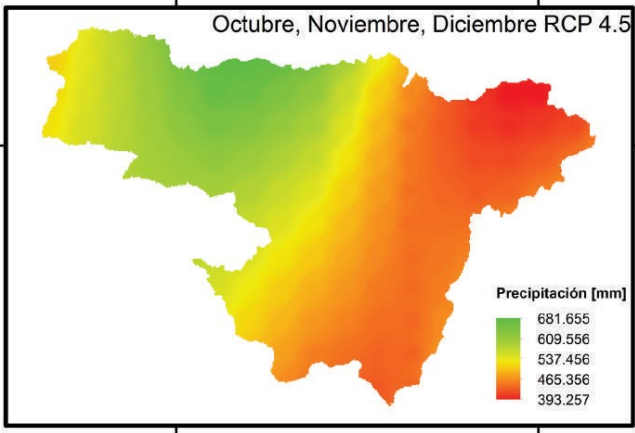 Octubre, Noviembre, Diciembre RCP 4.5
Precipitación [mm]
681.655
609.556
537.456
465.356
393.257